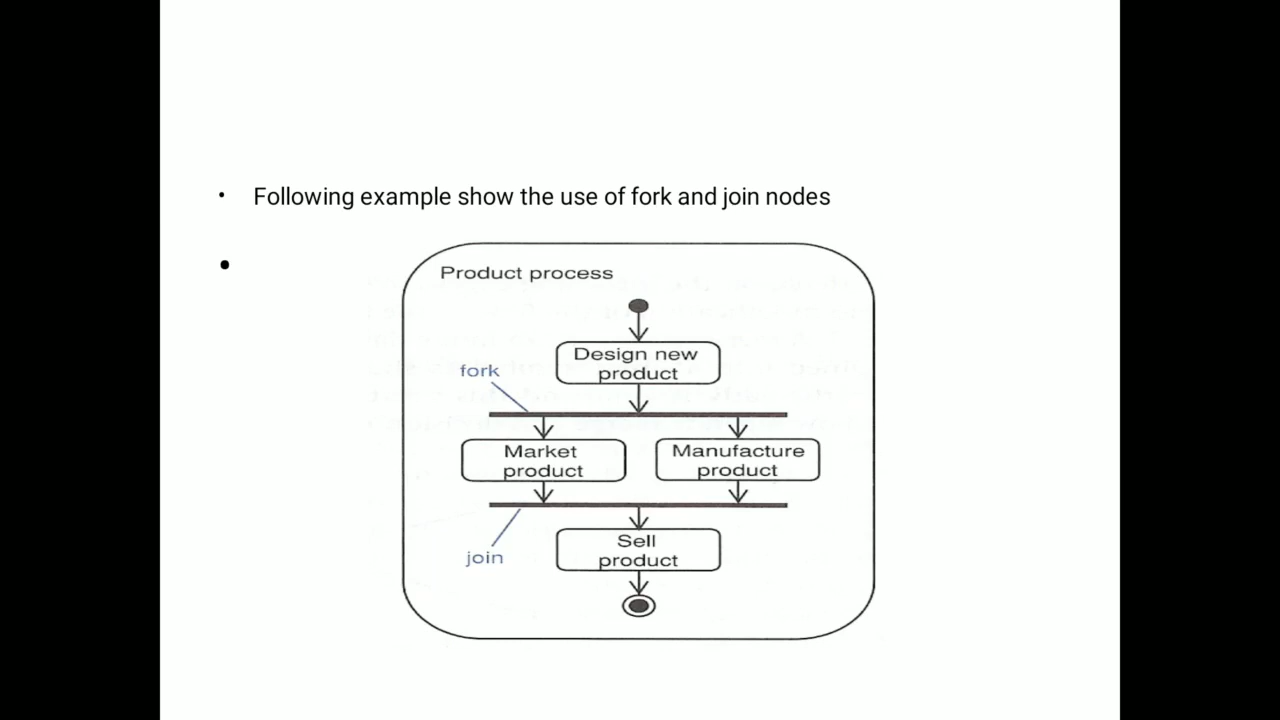 • Following example show the use of fork and join nodes
•
Product process
Design new
product
fork
Market
product
Manufacture
product
join
Sell
product